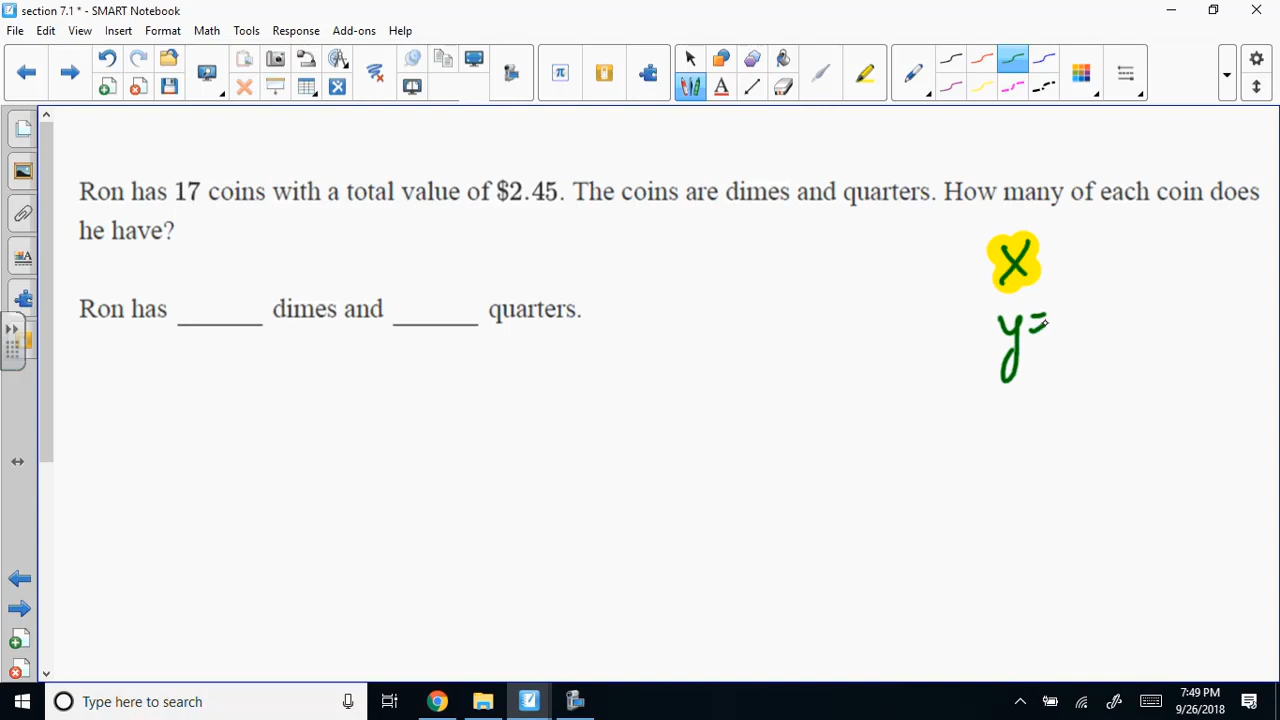 section 7.1 * - SMART Notebook
File Edit View Insert Format Math Tools Response Add-ons Help
Ron has 17 coins with a total value of $2.45. The coins are dimes and quarters. How many of each coin does
he have?
x
Ron has _______ dimes and _______ quarters.
y=
Type here to search
7:49 PM
9/26/2018